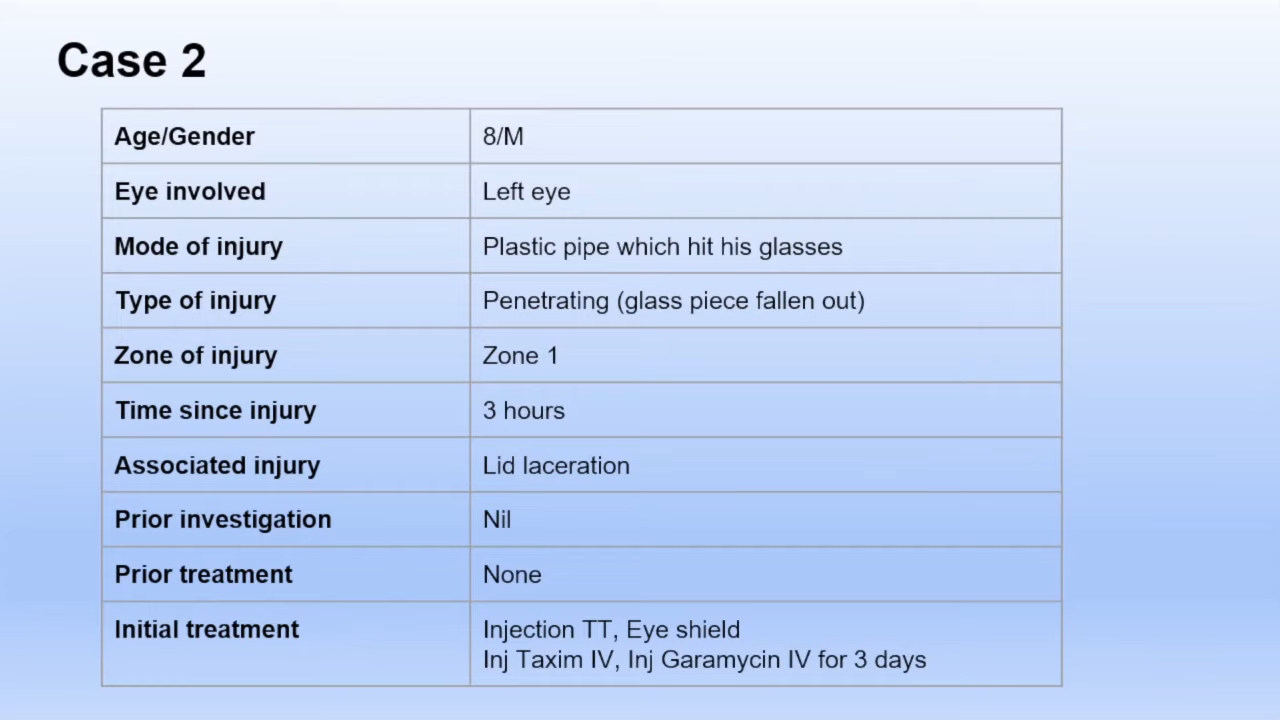 Case 2
Age/Gender 8/M
Eye involved Left eye
Mode of injury Plastic pipe which hit his glasses
Type of injury Penetrating (glass piece fallen out)
Zone of injury Zone 1
Time since injury 3 hours
Associated injury Lid laceration
Prior investigation Nil
Prior treatment None
Initial treatment Injection TT, Eye shield
Inj Taxim IV, Inj Garamycin IV for 3 days